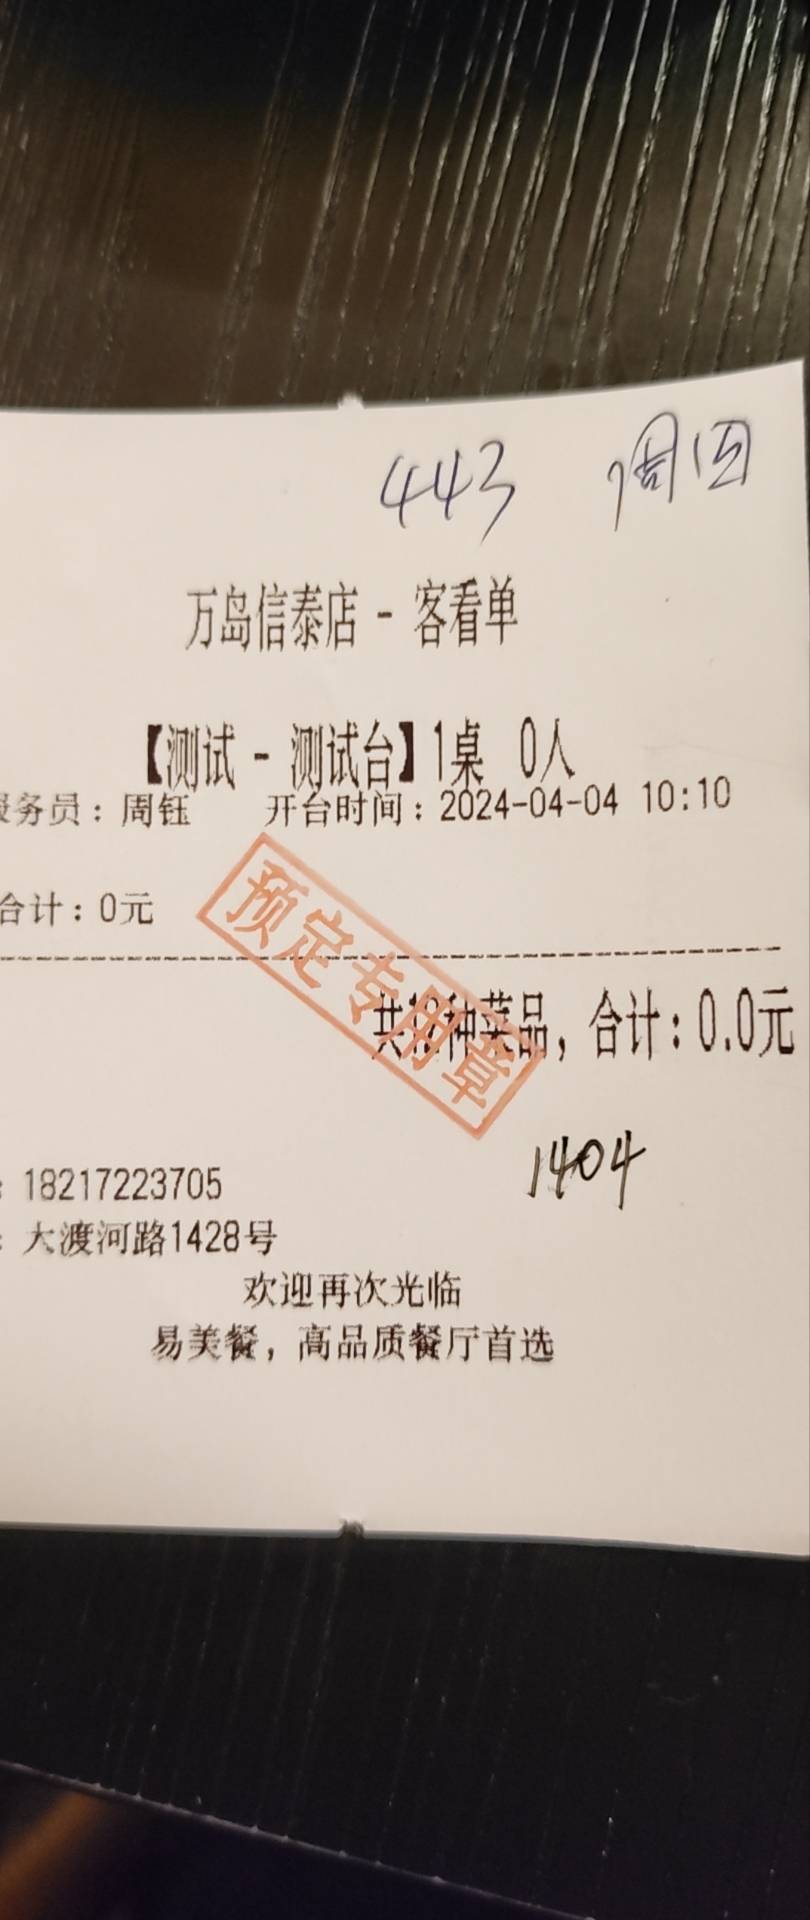 443 周四
万岛信泰店 - 客看单
【测试 - 测试台】1桌 0人
服务员：周钰 开台时间：2024-04-04 10:10
合计：0元
预定专用章
共 种菜品，合计：0.0元
1404
：18217223705
：大渡河路1428号
欢迎再次光临
易美餐，高品质餐厅首选